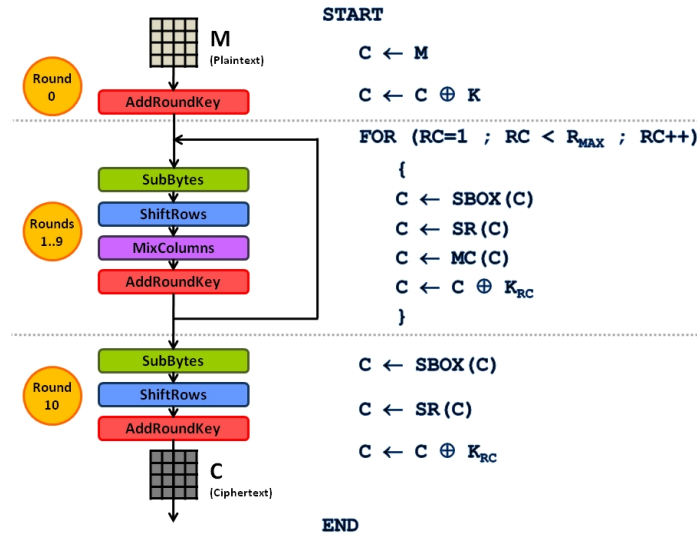 START
M
(Plaintext)
C ← M
Round
0
AddRoundKey
C ← C ⊕ K
FOR (RC=1 ; RC < RMAX ; RC++)
{
SubBytes
C ← SBOX(C)
ShiftRows
C ← SR(C)
Rounds
1..9
MixColumns
C ← MC(C)
AddRoundKey
C ← C ⊕ KRC
}
SubBytes
C ← SBOX(C)
Round
10
ShiftRows
C ← SR(C)
AddRoundKey
C ← C ⊕ KRC
C
(Ciphertext)
END